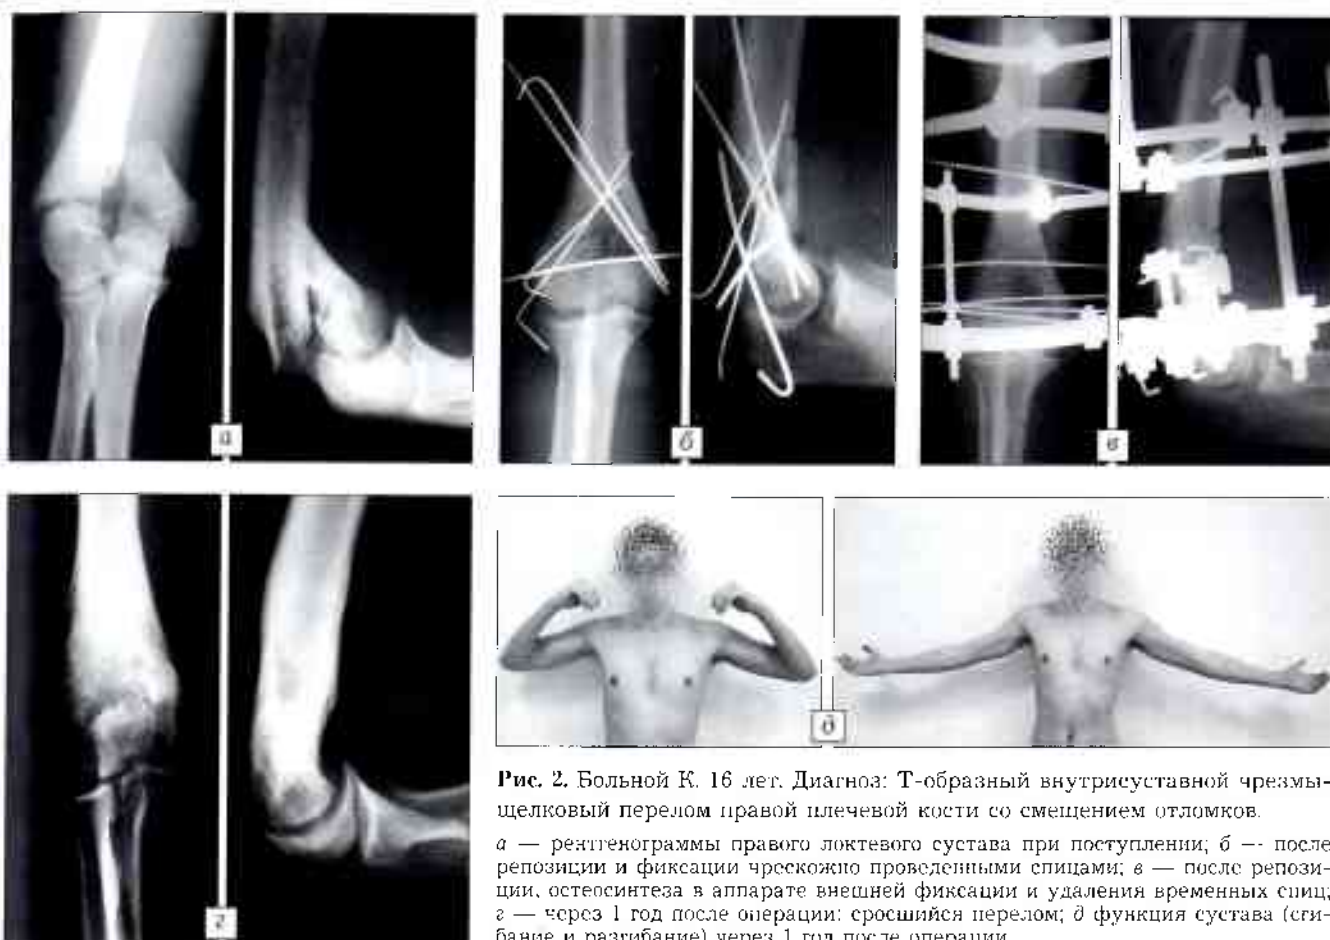 а
б
в
г
д
Рис. 2. Больной К. 16 лет. Диагноз: Т-образный внутрисуставной чрезмы-
щелковый перелом правой плечевой кости со смещением отломков.
а — рентгенограммы правого локтевого сустава при поступлении; б — после
репозиции и фиксации чрескожно проведенными спицами; в — после репози-
ции, остеосинтеза в аппарате внешней фиксации и удаления временных спиц;
г — через 1 год после операции: сросшийся перелом; д функция сустава (сги-
бание и разгибание) через 1 год после операции